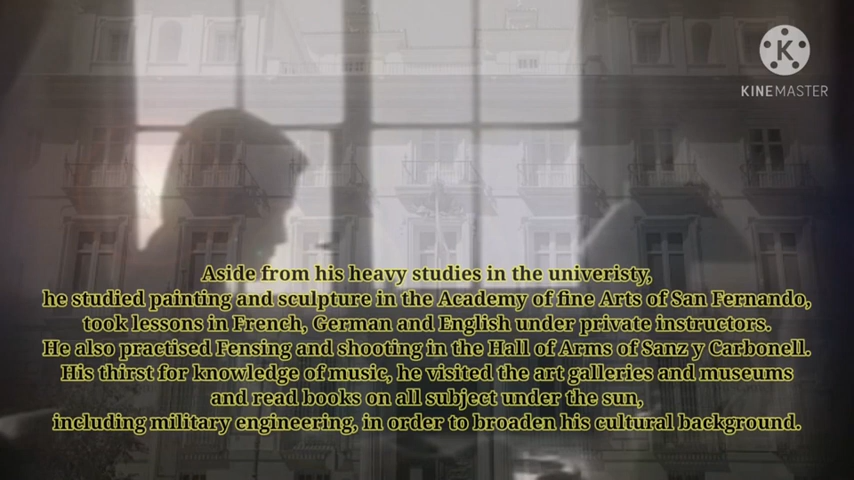 KINEMASTER
Aside from his heavy studies in the univeristy,
he studied painting and sculpture in the Academy of fine Arts of San Fernando,
took lessons in French, German and English under private instructors.
He also practised Fensing and shooting in the Hall of Arms of Sanz y Carbonell.
His thirst for knowledge of music, he visited the art galleries and museums
and read books on all subject under the sun,
including military engineering, in order to broaden his cultural background.